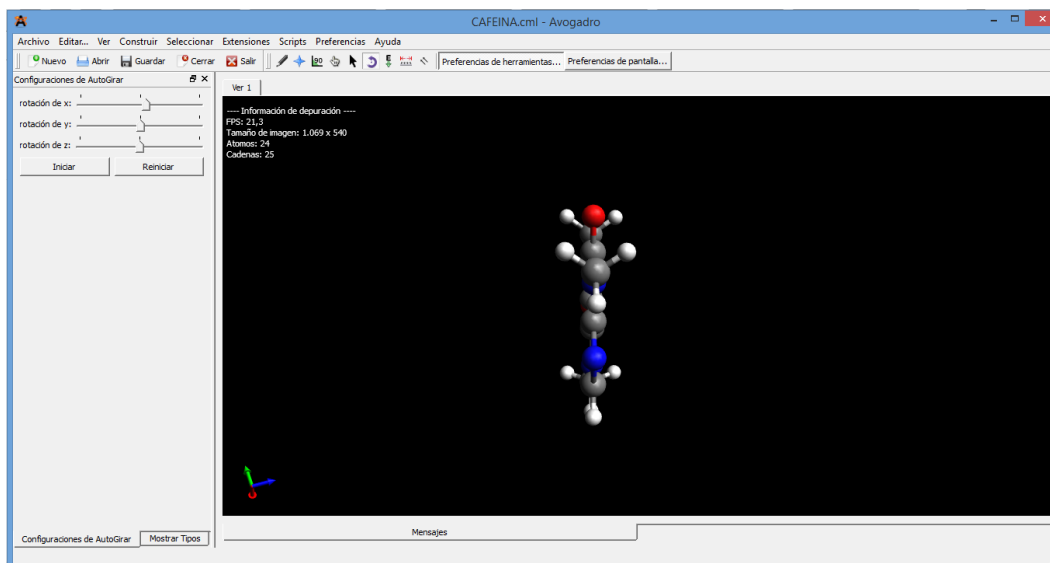 CAFEINA.cml - Avogadro
Archivo Editar... Ver Construir Seleccionar Extensiones Scripts Preferencias Ayuda
Nuevo Abrir Guardar Cerrar Salir Preferencias de herramientas... Preferencias de pantalla...
Configuraciones de AutoGirar
Ver 1
rotación de x:
rotación de y:
rotación de z:
Iniciar Reiniciar
---- Información de depuración ----
FPS: 21,3
Tamaño de imagen: 1.069 x 540
Atomos: 24
Cadenas: 25
Mensajes
Configuraciones de AutoGirar Mostrar Tipos